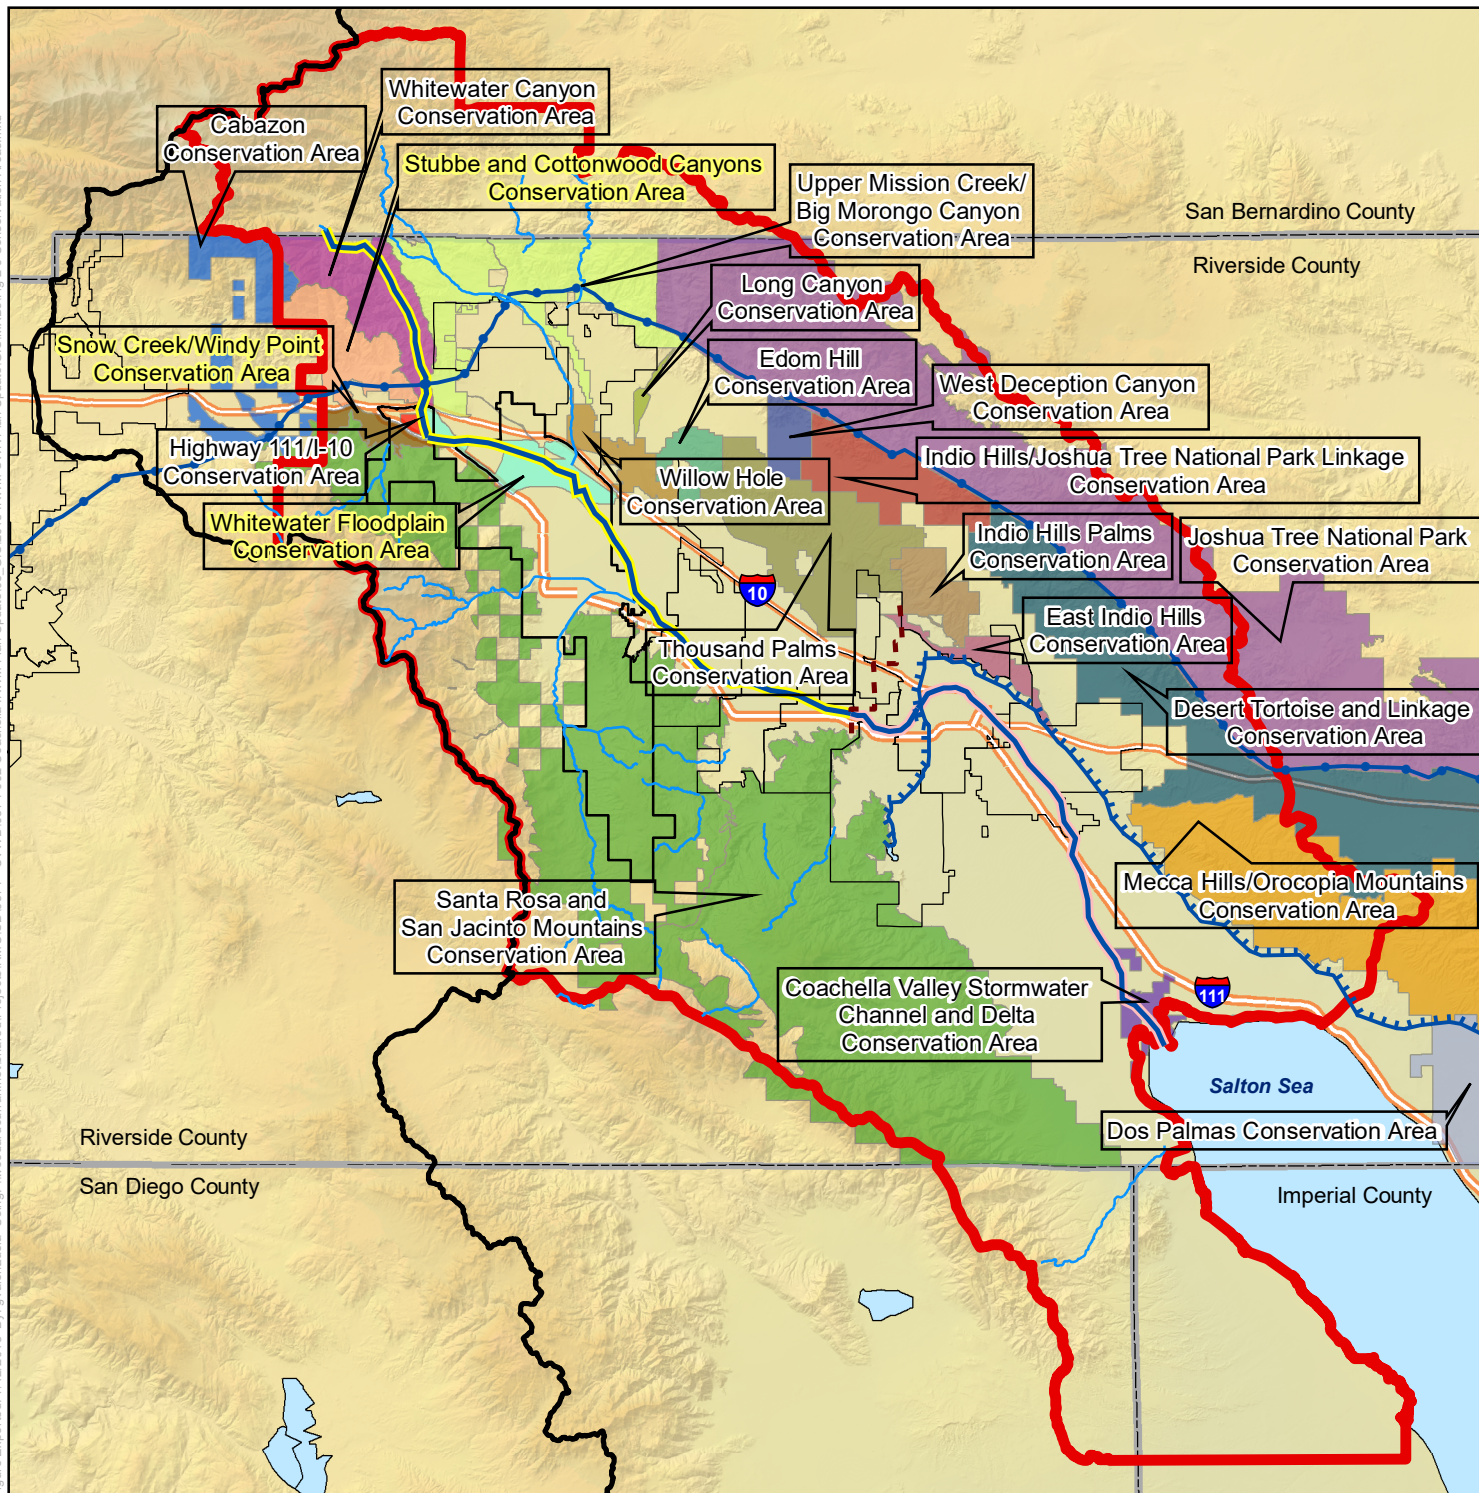 Whitewater Canyon
Conservation Area
Cabazon
Conservation Area
Stubbe and Cottonwood Canyons
Conservation Area
Upper Mission Creek/
Big Morongo Canyon
Conservation Area
San Bernardino County
Riverside County
Long Canyon
Conservation Area
Snow Creek/Windy Point
Conservation Area
Edom Hill
Conservation Area
West Deception Canyon
Conservation Area
Highway 111/I-10
Conservation Area
Indio Hills/Joshua Tree National Park Linkage
Conservation Area
Willow Hole
Conservation Area
Whitewater Floodplain
Conservation Area
Indio Hills Palms
Conservation Area
Joshua Tree National Park
Conservation Area
10
East Indio Hills
Conservation Area
Thousand Palms
Conservation Area
Desert Tortoise and Linkage
Conservation Area
Mecca Hills/Orocopia Mountains
Conservation Area
Santa Rosa and
San Jacinto Mountains
Conservation Area
Coachella Valley Stormwater
Channel and Delta
Conservation Area
111
Salton Sea
Dos Palmas Conservation Area
Riverside County
San Diego County
Imperial County